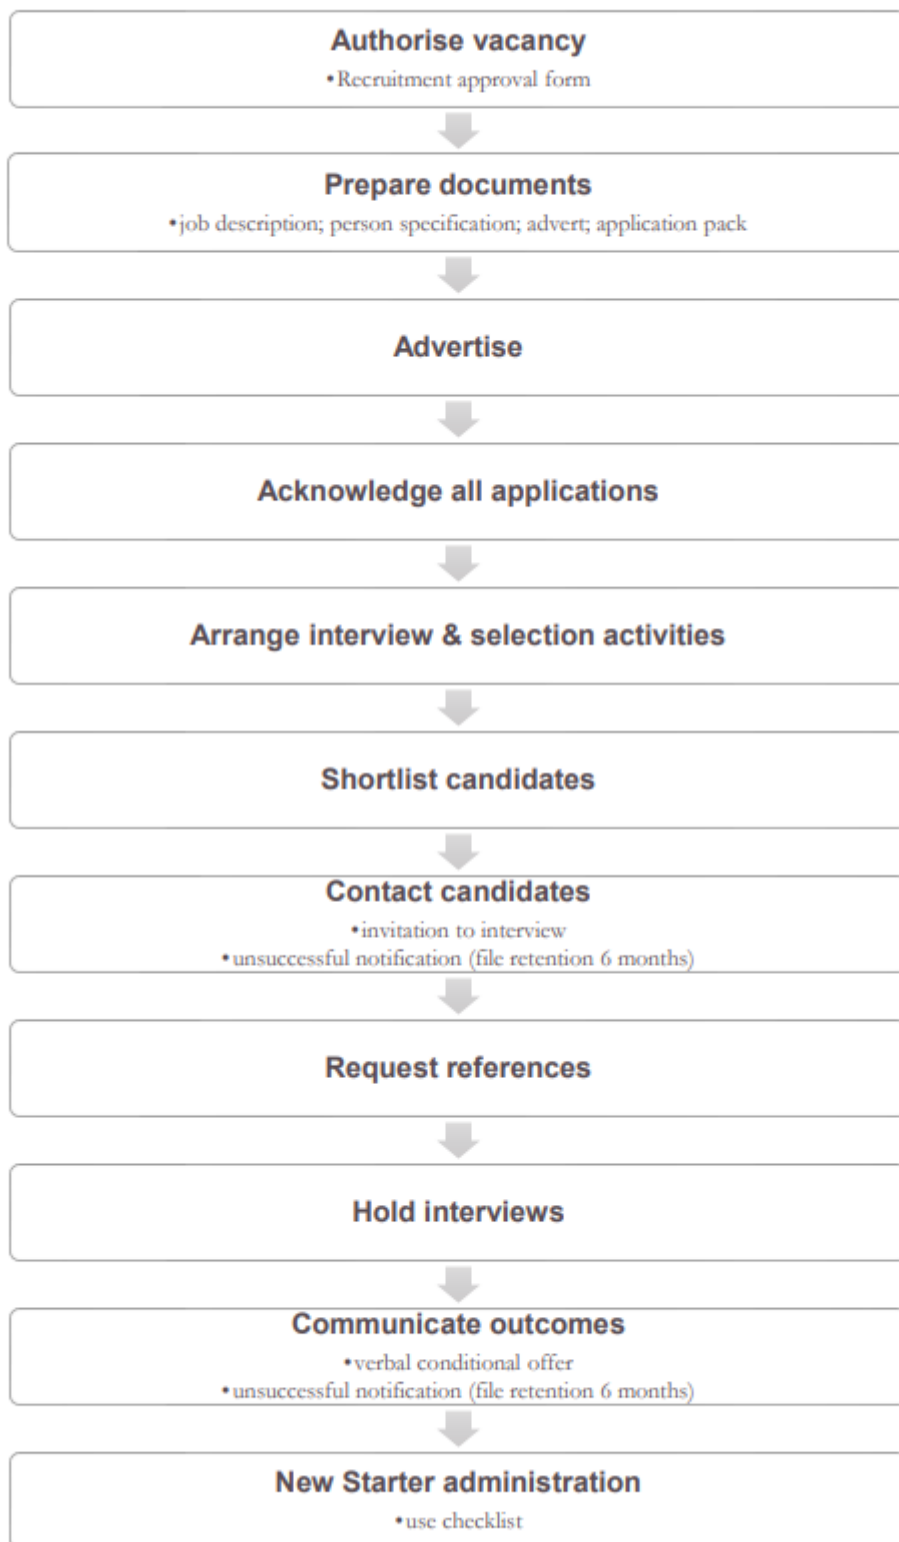 Authorise vacancy
•Recruitment approval form
Prepare documents
•job description; person specification; advert; application pack
Advertise
Acknowledge all applications
Arrange interview & selection activities
Shortlist candidates
Contact candidates
•invitation to interview
•unsuccessful notification (file retention 6 months)
Request references
Hold interviews
Communicate outcomes
•verbal conditional offer
•unsuccessful notification (file retention 6 months)
New Starter administration
•use checklist